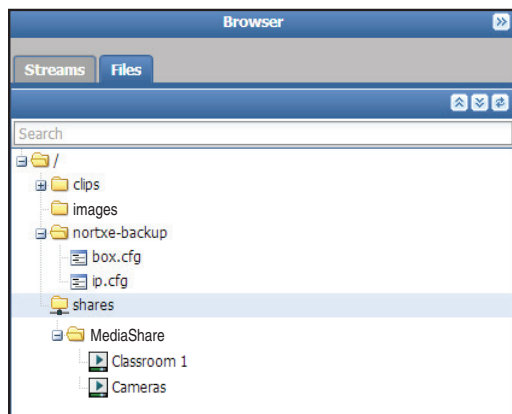 Browser
Streams Files
Search
/
clips
images
nortxe-backup
box.cfg
ip.cfg
shares
MediaShare
Classroom 1
Cameras